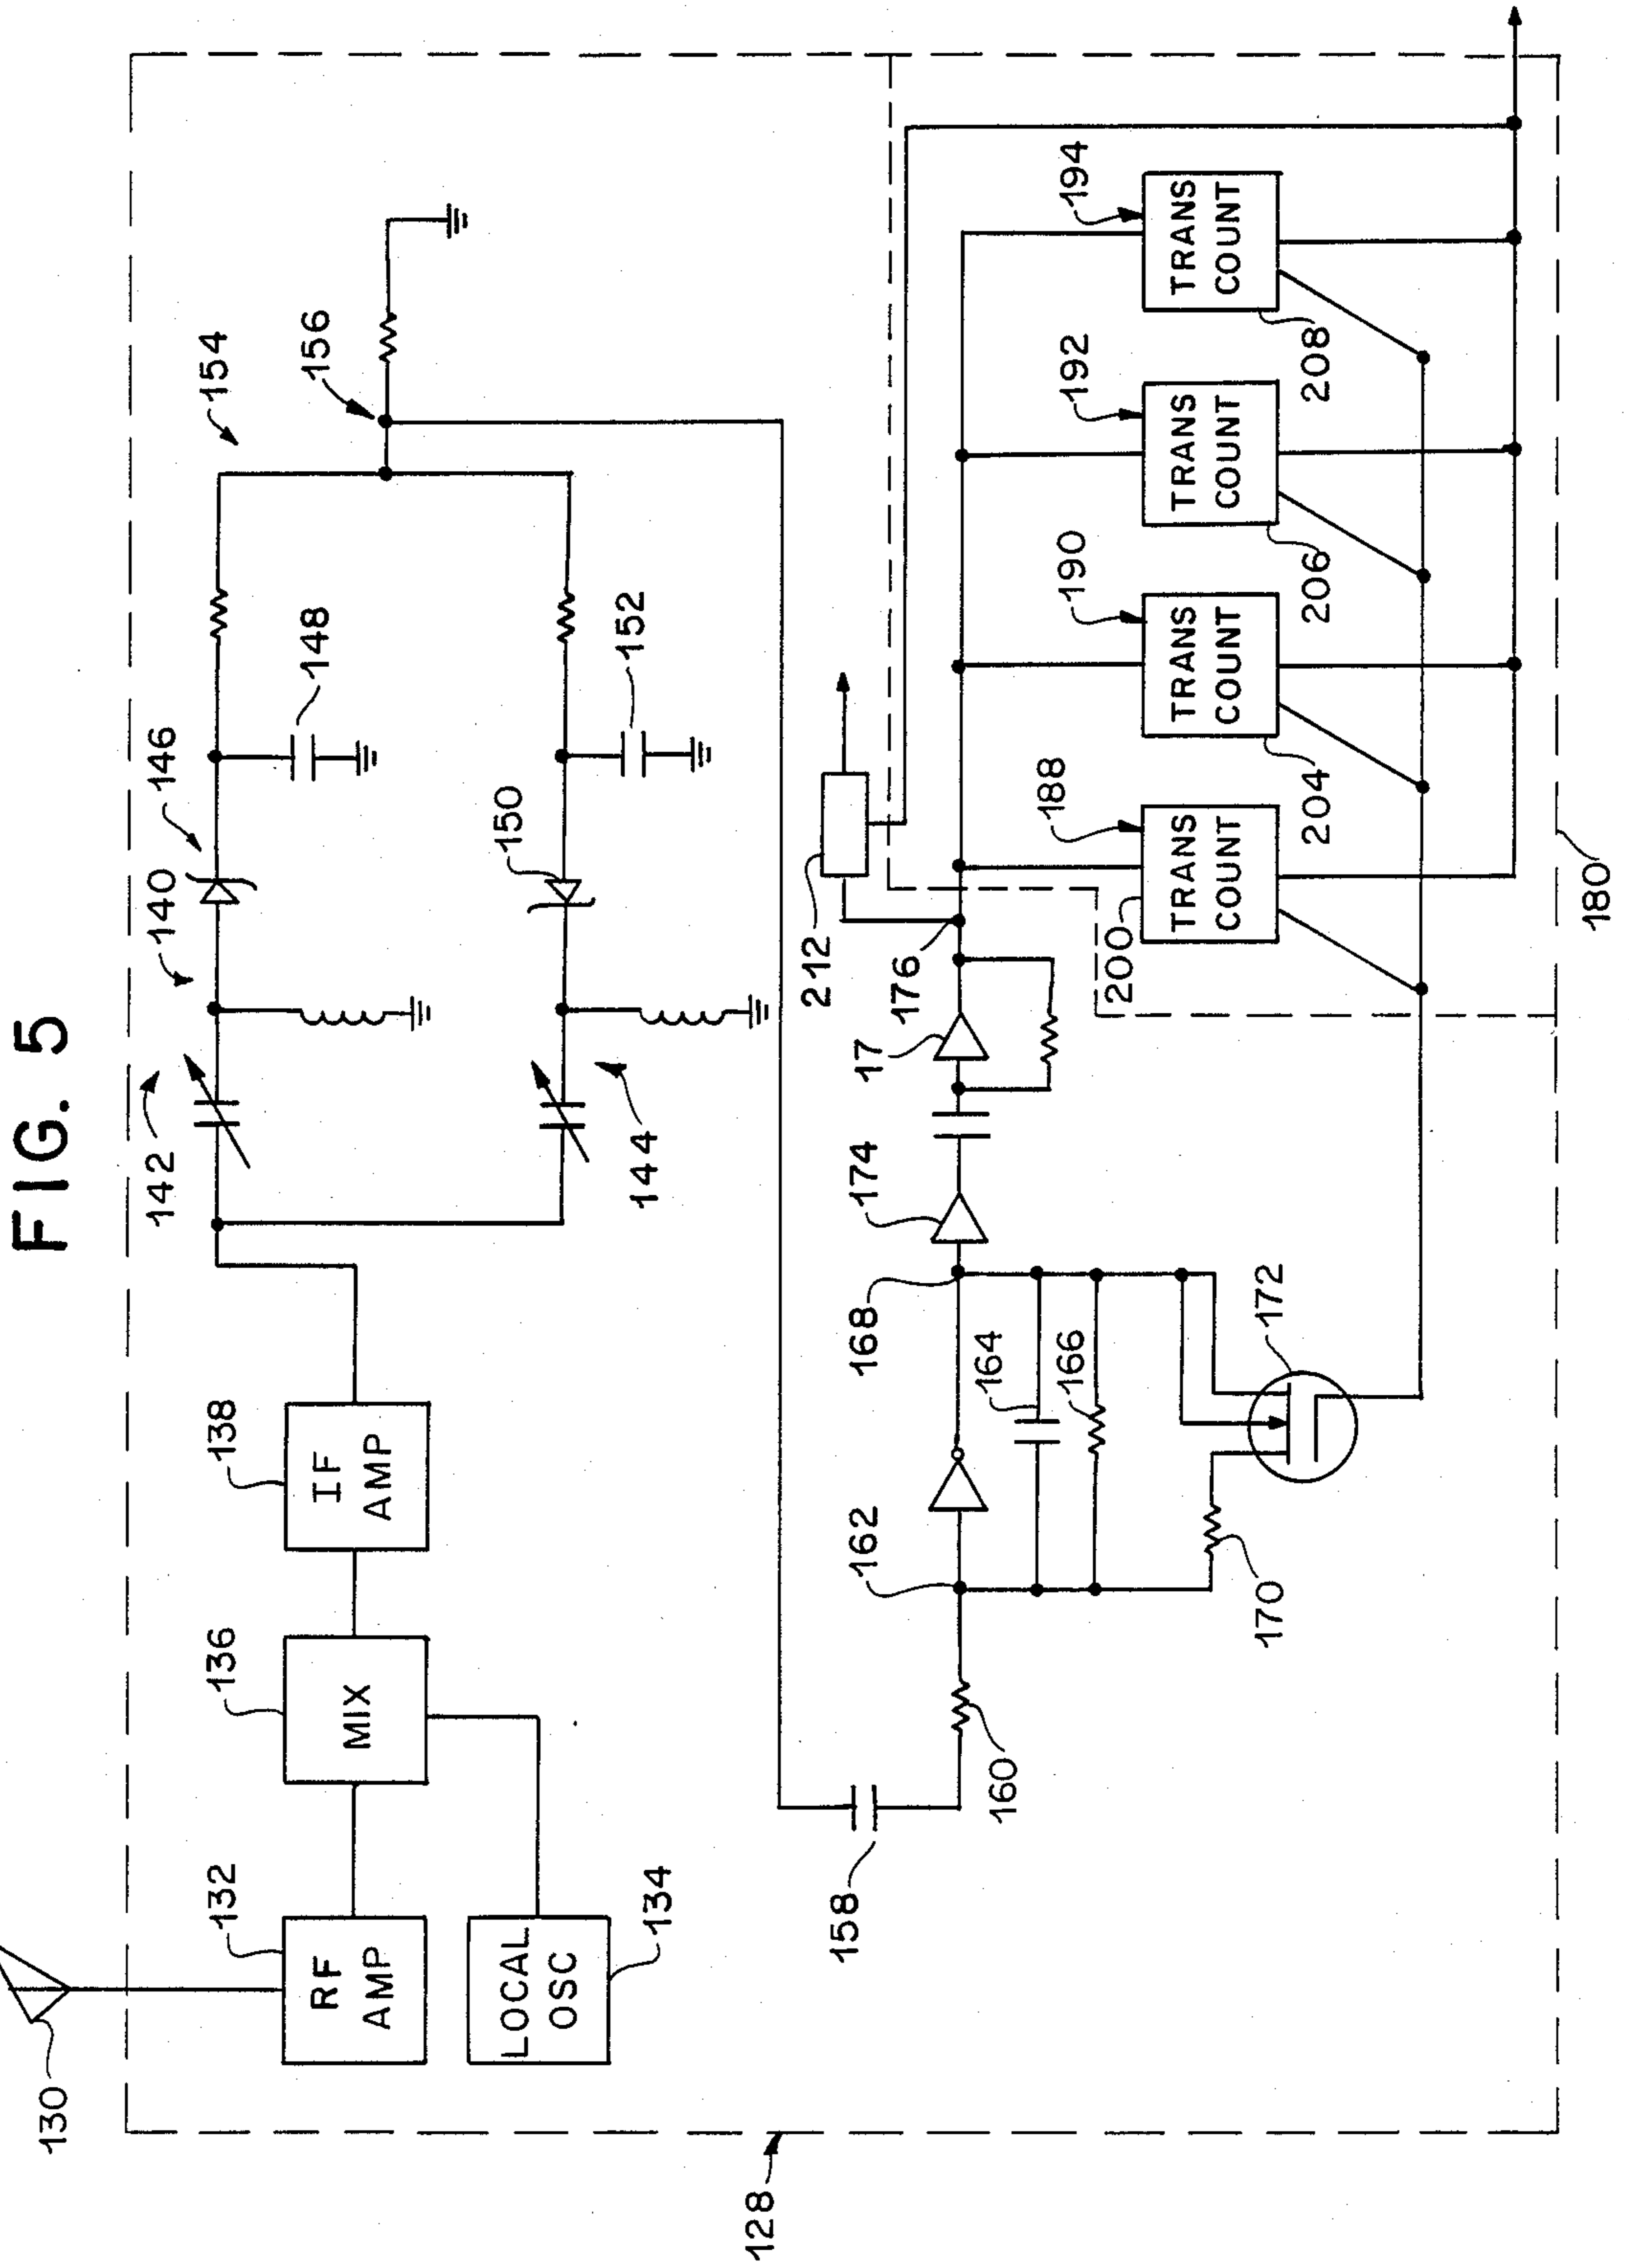 FIG. 5
130
132
RF
AMP
LOCAL
OSC
134
136
MIX
138
IF
AMP
142
140
146
144
148
150
152
154
156
128
158
160
162
164
166
168
170
172
174
17
176
212
200
188
TRANS
COUNT
204
190
TRANS
COUNT
206
192
TRANS
COUNT
208
194
TRANS
COUNT
180